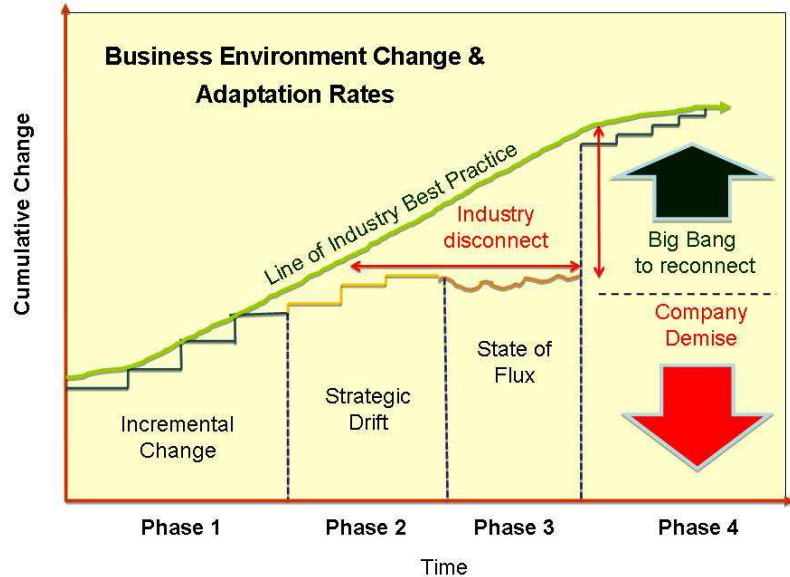 Business Environment Change &
Adaptation Rates
Cumulative Change
Line of Industry Best Practice
Industry
disconnect
Big Bang
to reconnect
Company
Demise
State of
Flux
Strategic
Drift
Incremental
Change
Phase 1
Phase 2
Phase 3
Phase 4
Time